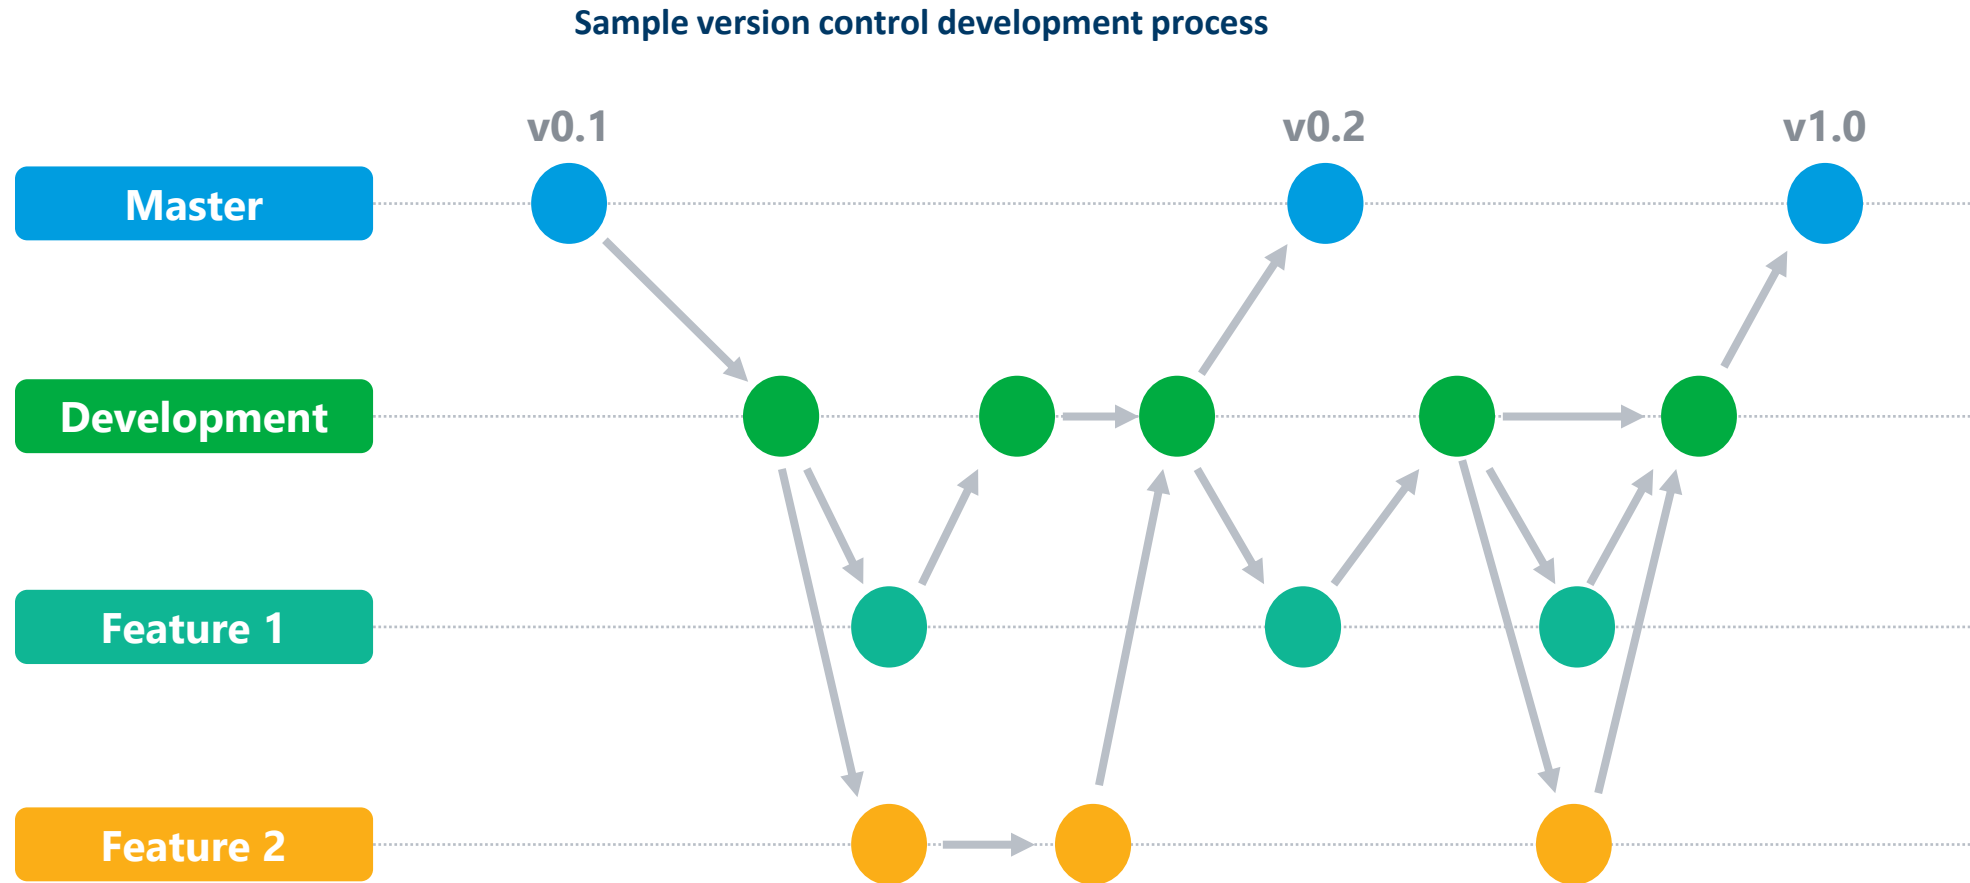 Sample version control development process
v0.1
v0.2
v1.0
Master
Development
Feature 1
Feature 2